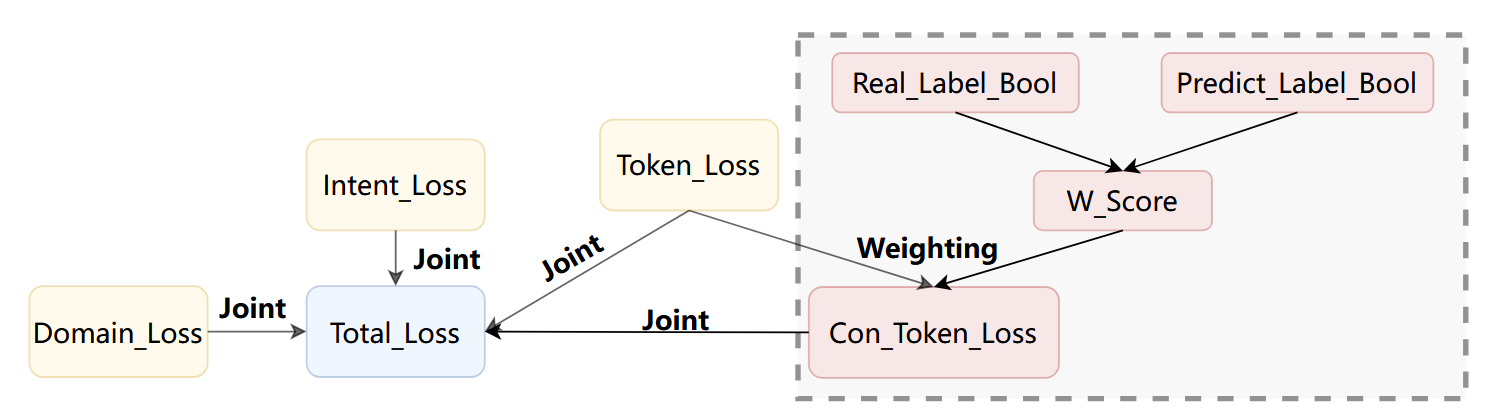 Real_Label_Bool
Predict_Label_Bool
Token_Loss
Intent_Loss
W_Score
Joint
Joint
Weighting
Joint
Joint
Domain_Loss
Total_Loss
Con_Token_Loss